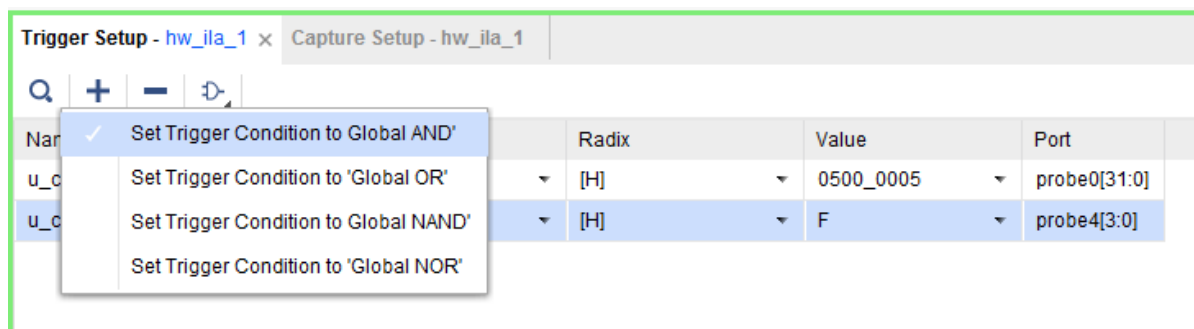 Trigger Setup - hw_ila_1 × Capture Setup - hw_ila_1
Nar Radix Value Port
Set Trigger Condition to Global AND'
u_c [H] 0500_0005 probe0[31:0]
Set Trigger Condition to 'Global OR'
u_c [H] F probe4[3:0]
Set Trigger Condition to Global NAND'
Set Trigger Condition to 'Global NOR'